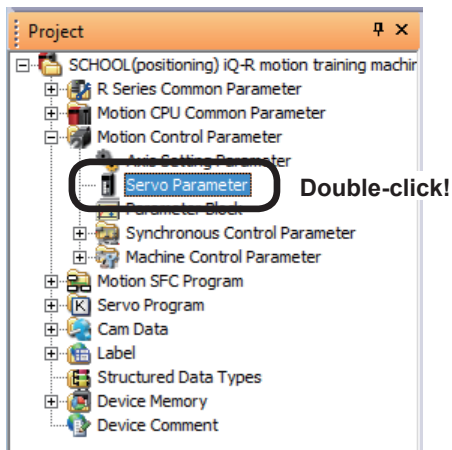 Project
SCHOOL(positioning) iQ-R motion training machin
R Series Common Parameter
Motion CPU Common Parameter
Motion Control Parameter
Axis Setting Parameter
Servo Parameter
Double-click!
Parameter Block
Synchronous Control Parameter
Machine Control Parameter
Motion SFC Program
K Servo Program
Cam Data
Label
Structured Data Types
Device Memory
Device Comment